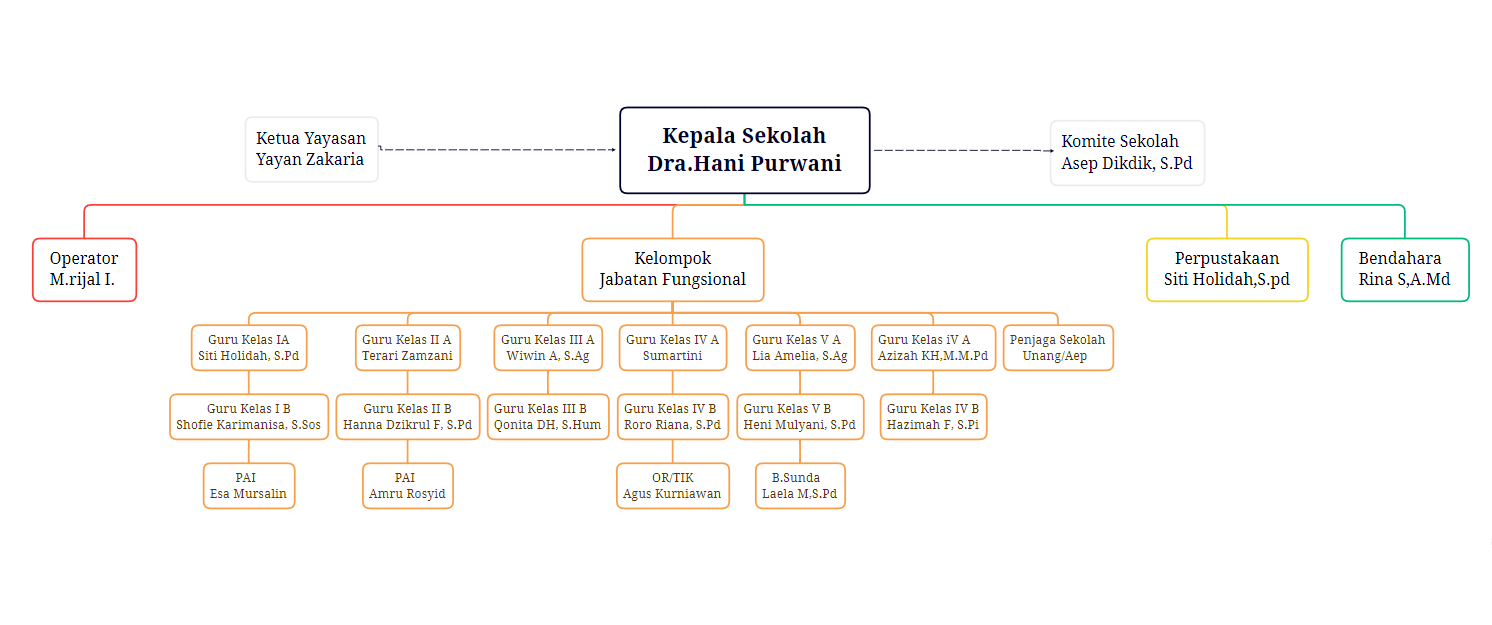 Kepala Sekolah
Dra.Hani Purwani
Ketua Yayasan
Yayan Zakaria
Komite Sekolah
Asep Dikdik, S.Pd
Operator
M.rijal I.
Kelompok
Jabatan Fungsional
Perpustakaan
Siti Holidah,S.pd
Bendahara
Rina S,A.Md
Guru Kelas IA
Siti Holidah, S.Pd
Guru Kelas II A
Terari Zamzani
Guru Kelas III A
Wiwin A, S.Ag
Guru Kelas IV A
Sumartini
Guru Kelas V A
Lia Amelia, S.Ag
Guru Kelas iV A
Azizah KH,M.M.Pd
Penjaga Sekolah
Unang/Aep
Guru Kelas I B
Shofie Karimanisa, S.Sos
Guru Kelas II B
Hanna Dzikrul F, S.Pd
Guru Kelas III B
Qonita DH, S.Hum
Guru Kelas IV B
Roro Riana, S.Pd
Guru Kelas V B
Heni Mulyani, S.Pd
Guru Kelas IV B
Hazimah F, S.Pi
PAI
Esa Mursalin
PAI
Amru Rosyid
OR/TIK
Agus Kurniawan
B.Sunda
Laela M,S.Pd